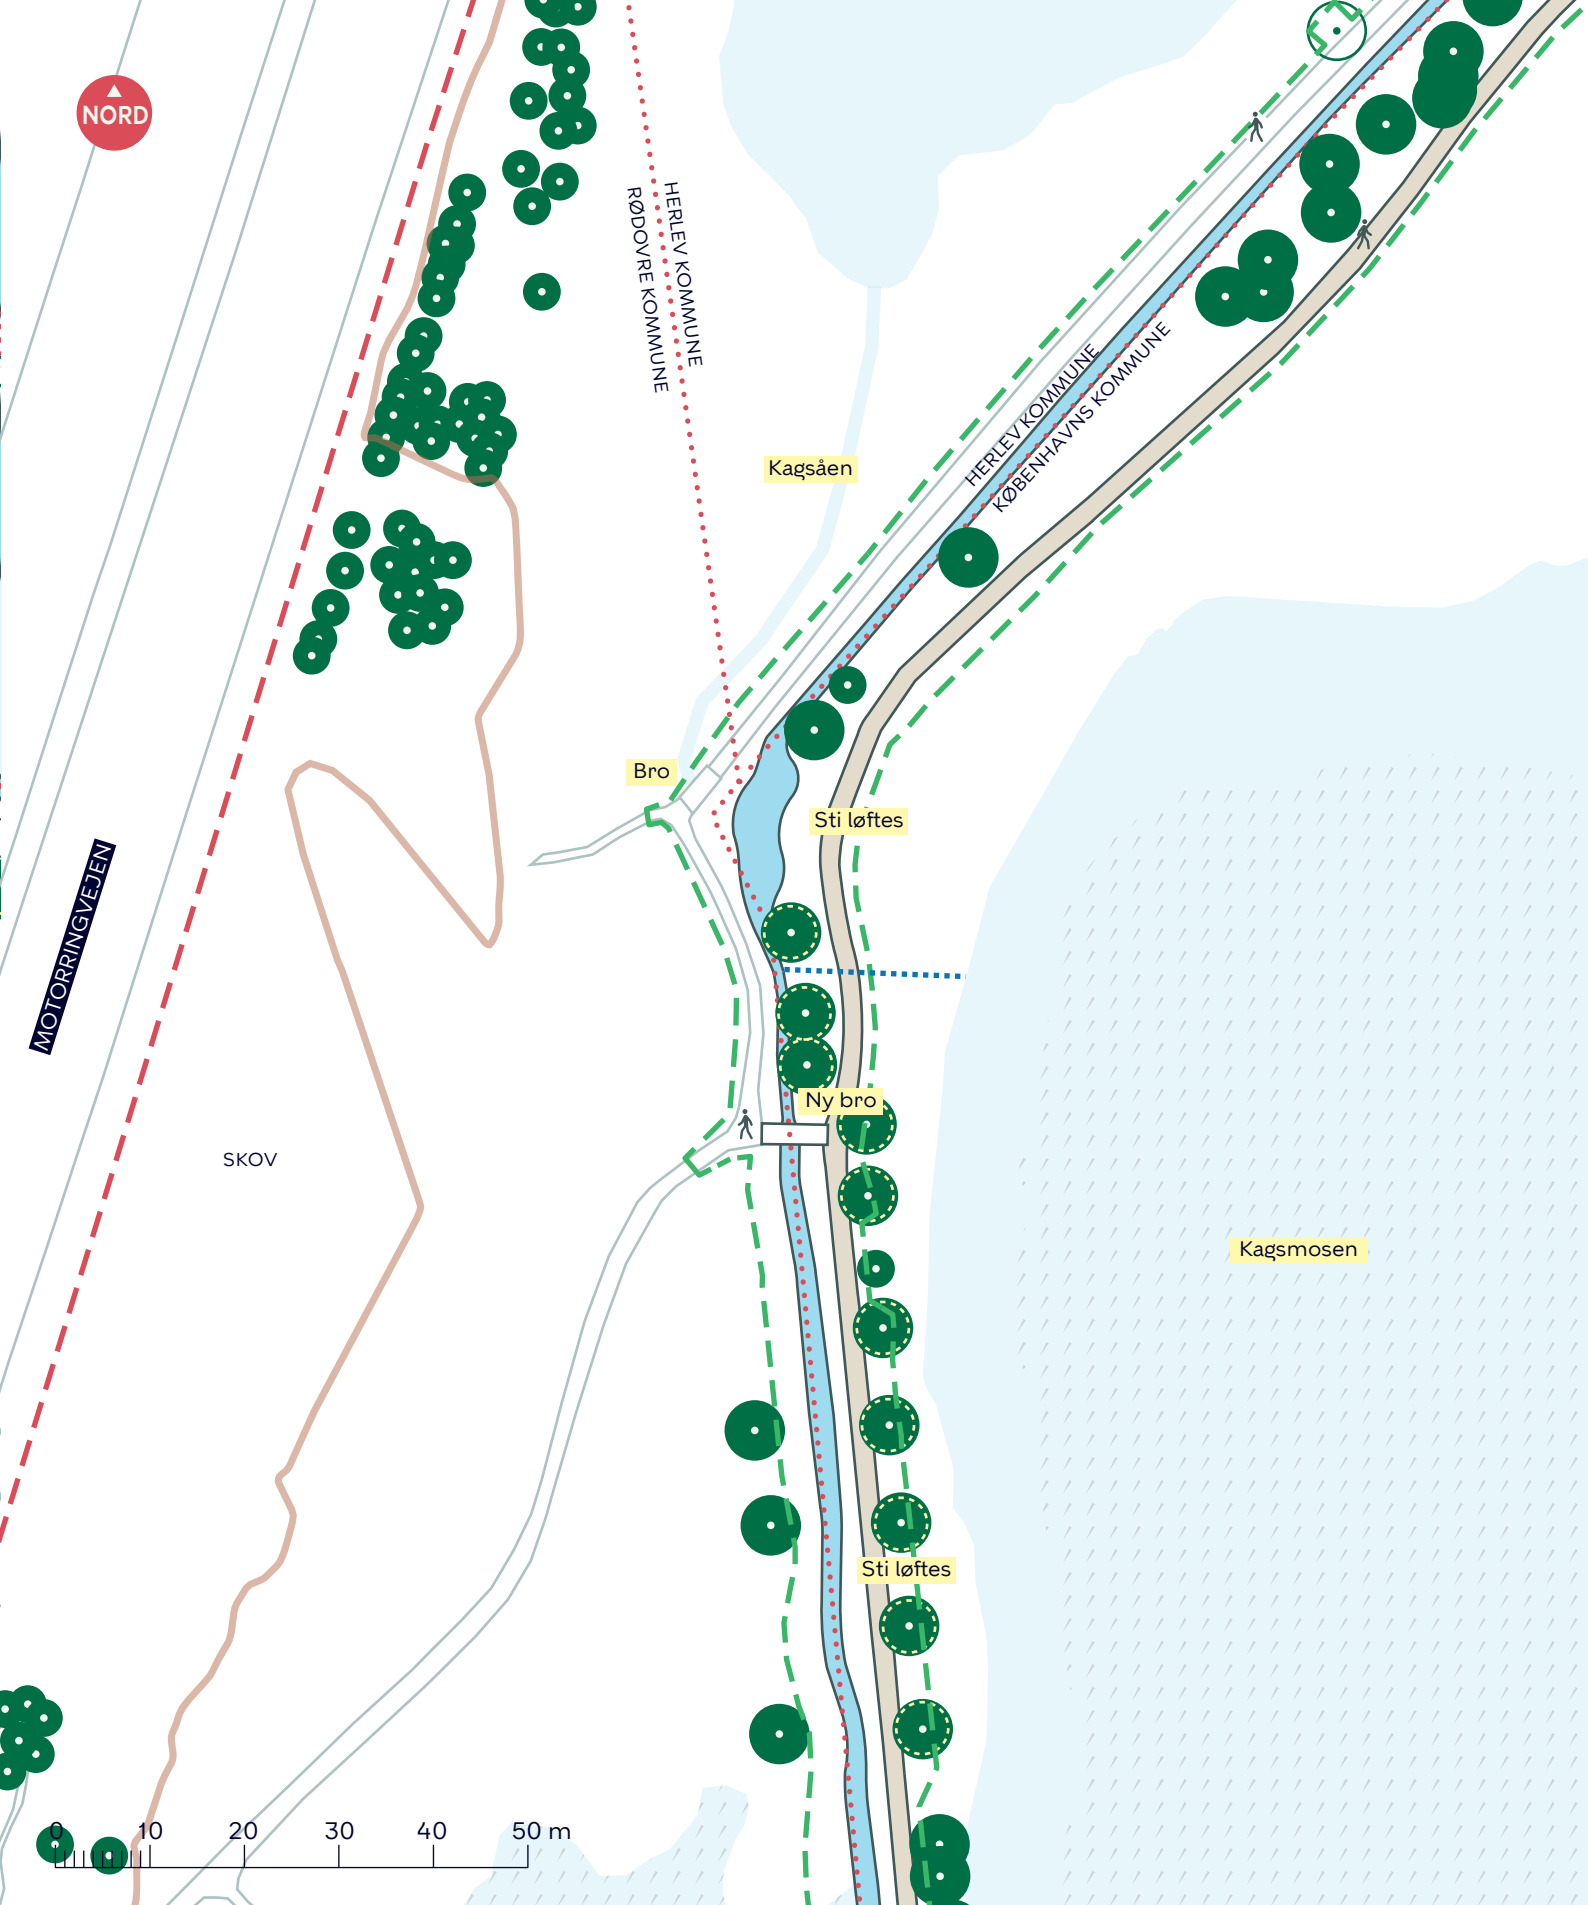 NORD
HERLEV KOMMUNE
RØDOVRE KOMMUNE
HERLEV KOMMUNE
KØBENHAVNS KOMMUNE
Kagsåen
Bro
Sti løftes
MOTORRINGVEJEN
Ny bro
SKOV
Kagsmosen
Sti løftes
0 10 20 30 40 50 m